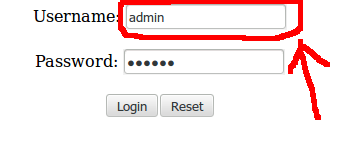 Username: admin
Password: ••••••
Login Reset